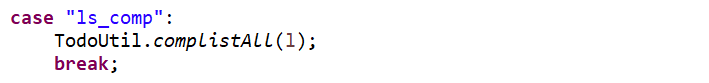 case "ls_comp":
    TodoUtil.complistAll(1);
    break;